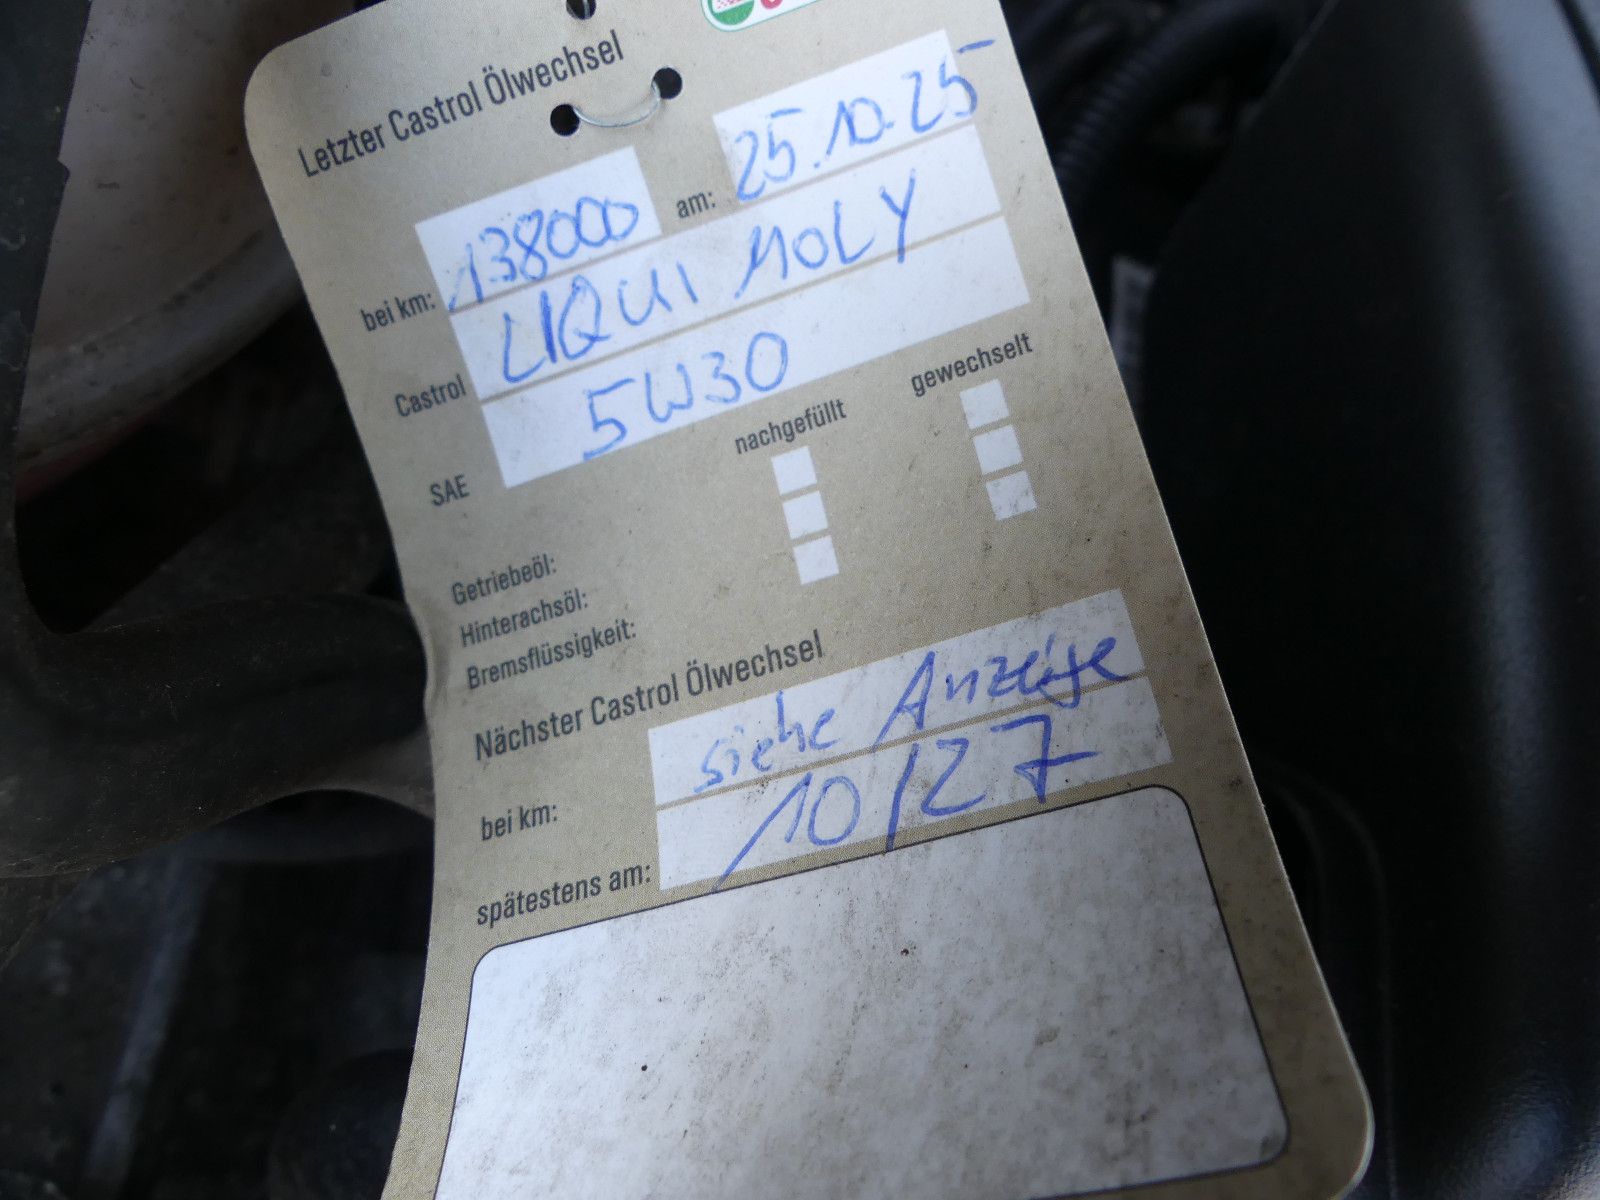 Letzter Castrol Ölwechsel
bei km: 138000 am: 25.10.25
Castrol LIQUI MOLY
SAE 5W30
nachgefüllt gewechselt
Getriebeöl:
Hinterachsöl:
Bremsflüssigkeit:
Nächster Castrol Ölwechsel
bei km: siehe Anzeige
spätestens am: 10/27